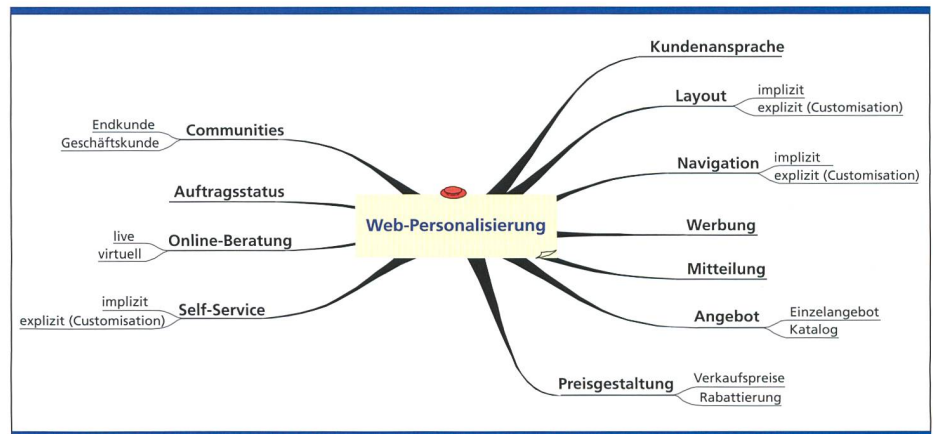 Web-Personalisierung
Kundenansprache
Layout
implizit
explizit (Customisation)
Navigation
implizit
explizit (Customisation)
Werbung
Mitteilung
Angebot
Einzelangebot
Katalog
Preisgestaltung
Verkaufspreise
Rabattierung
Communities
Endkunde
Geschäftskunde
Auftragsstatus
Online-Beratung
live
virtuell
Self-Service
implizit
explizit (Customisation)